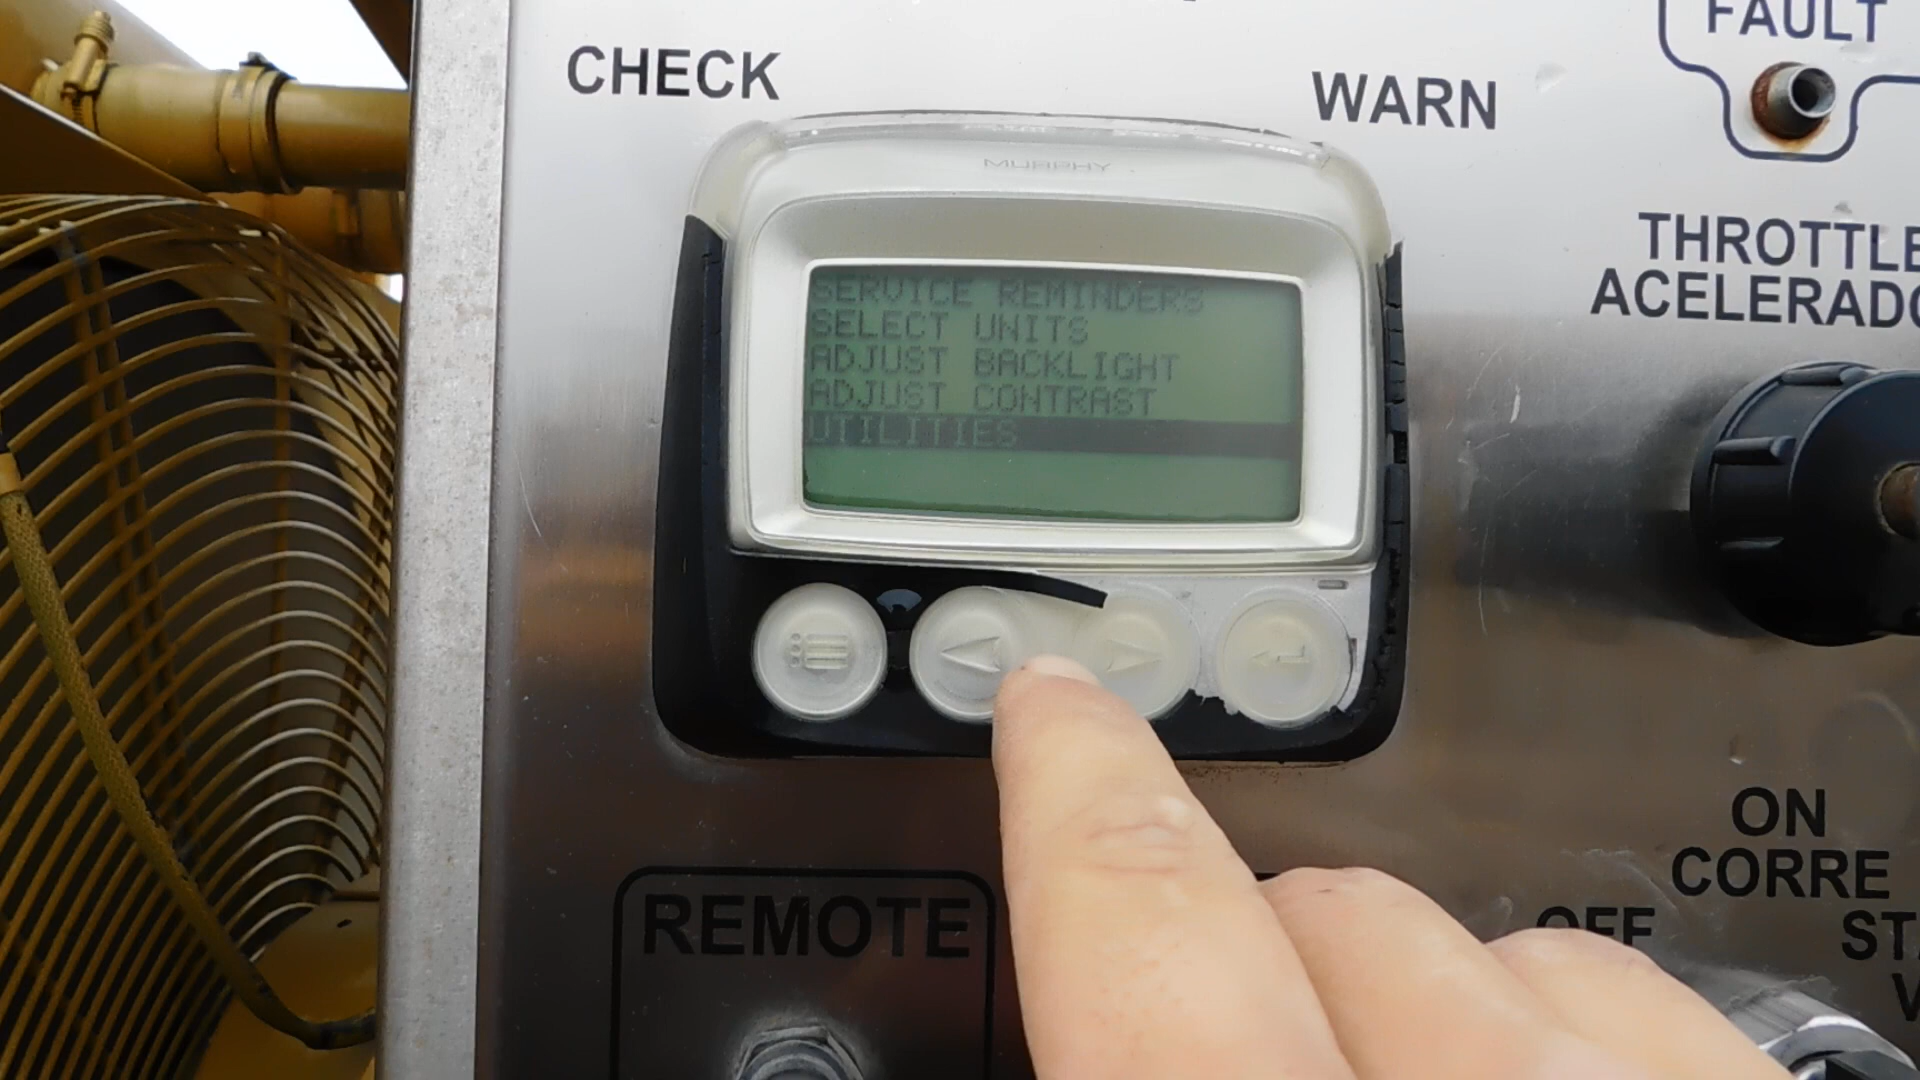 FAULT
CHECK
WARN
MURPHY
THROTTLE
ACELERADO
SERVICE REMINDERS
SELECT UNITS
ADJUST BACKLIGHT
ADJUST CONTRAST
UTILITIES
ON
CORRE
OFF
ST
REMOTE